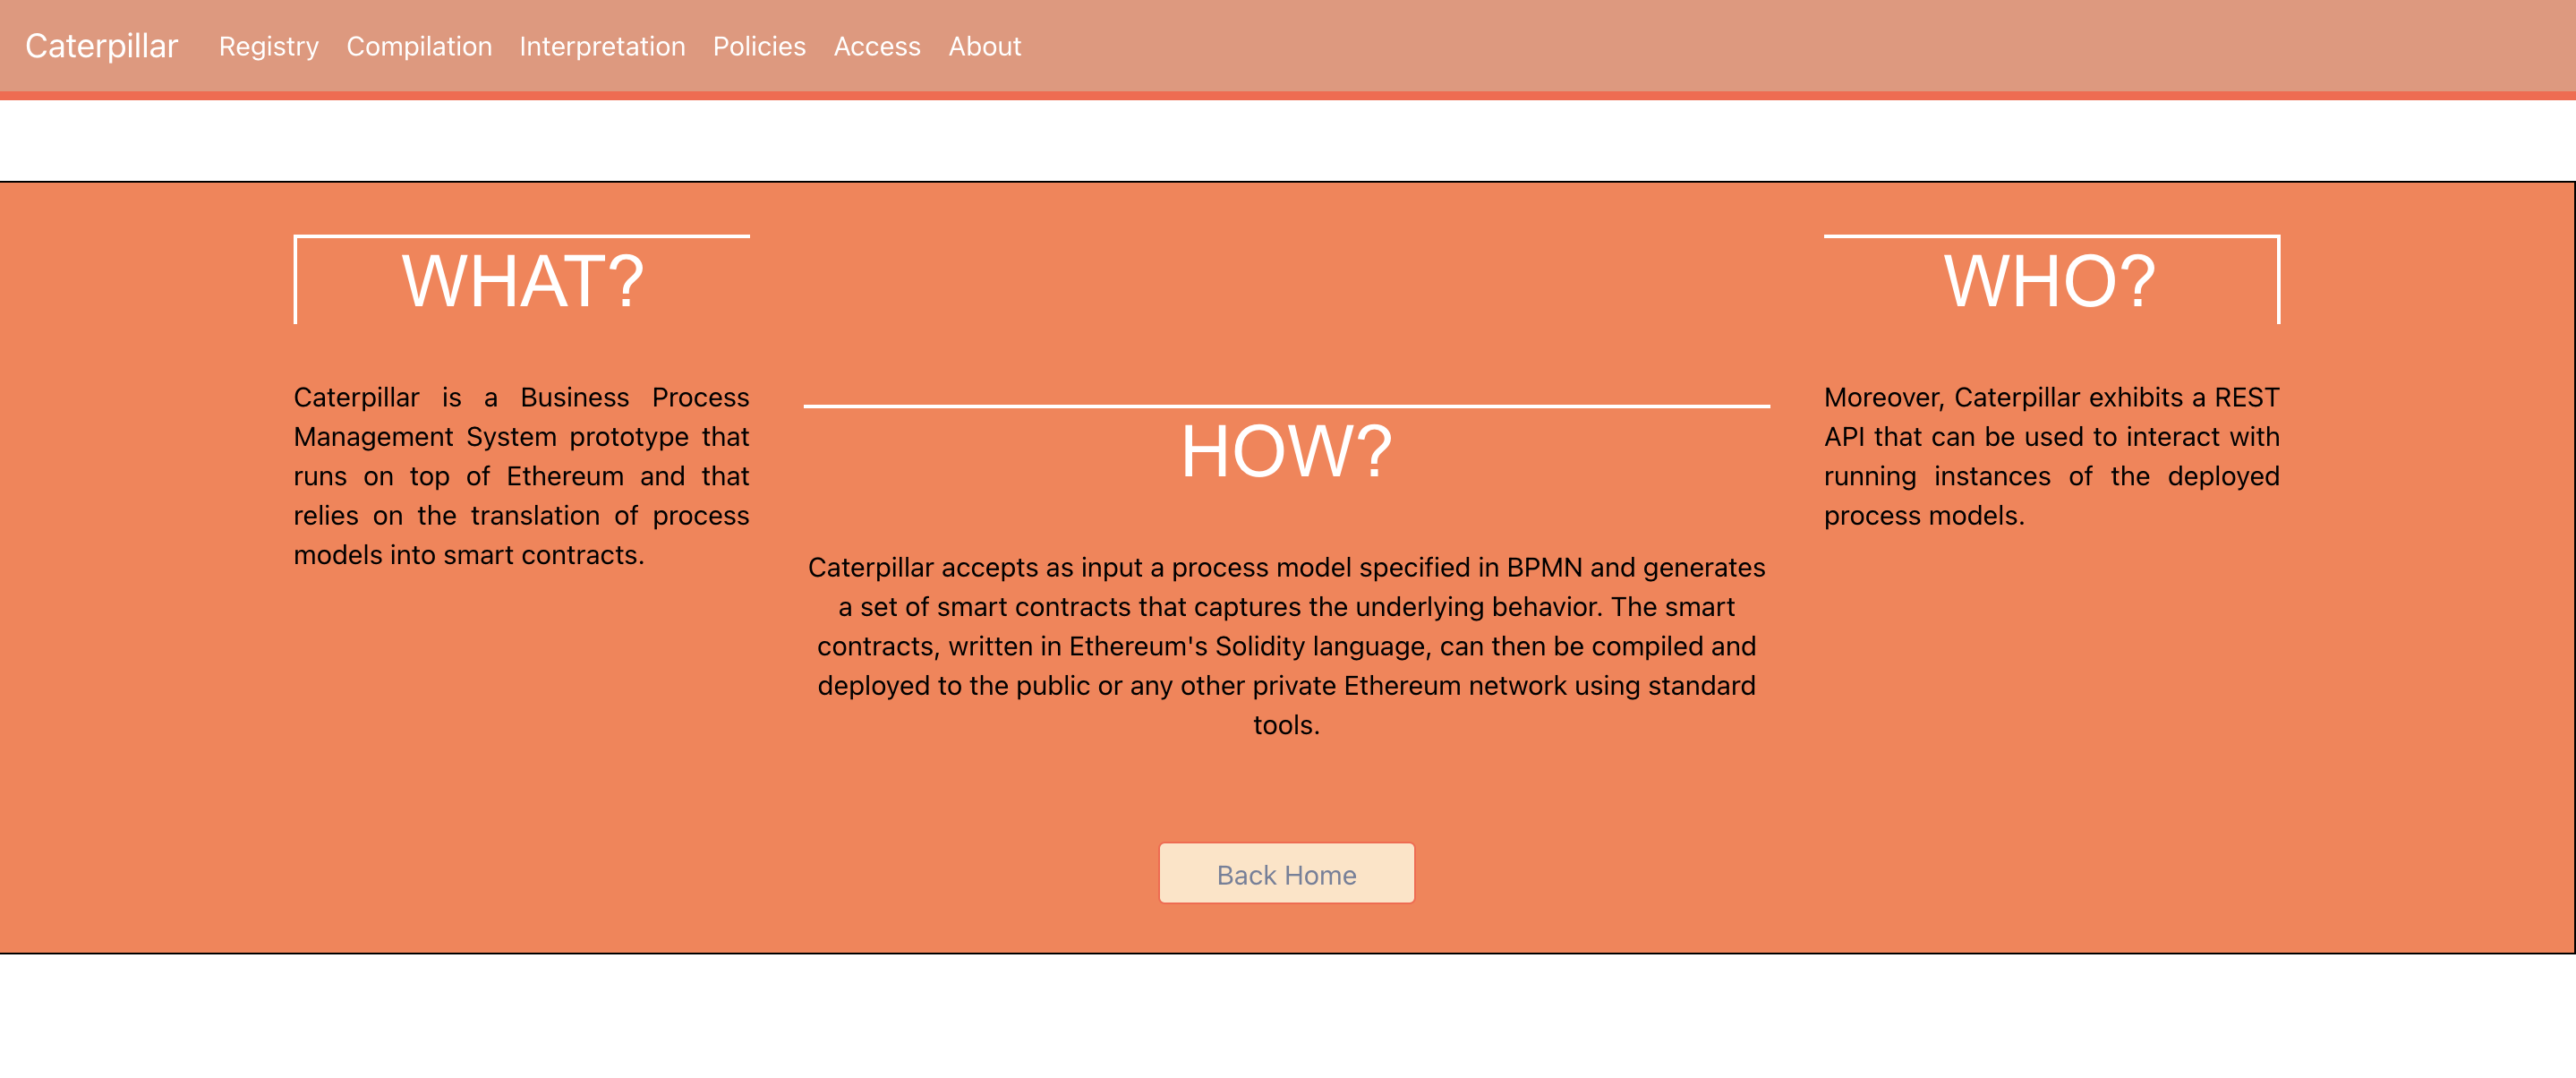 Caterpillar Registry Compilation Interpretation Policies Access About
WHAT?
Caterpillar is a Business Process
Management System prototype that
runs on top of Ethereum and that
relies on the translation of process
models into smart contracts.
HOW?
Caterpillar accepts as input a process model specified in BPMN and generates
a set of smart contracts that captures the underlying behavior. The smart
contracts, written in Ethereum's Solidity language, can then be compiled and
deployed to the public or any other private Ethereum network using standard
tools.
WHO?
Moreover, Caterpillar exhibits a REST
API that can be used to interact with
running instances of the deployed
process models.
Back Home